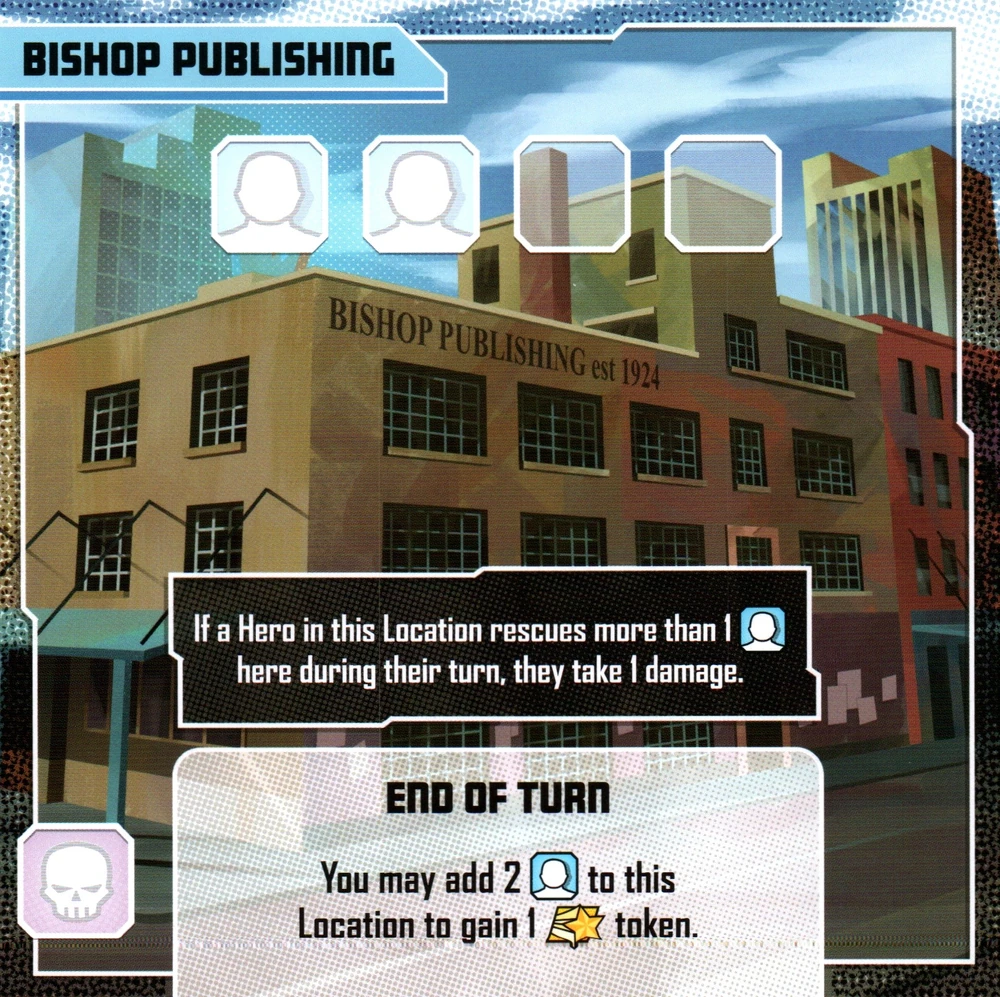 BISHOP PUBLISHING
BISHOP PUBLISHING est 1924
If a Hero in this Location rescues more than 1
here during their turn, they take 1 damage.
END OF TURN
You may add 2 to this
Location to gain 1 token.